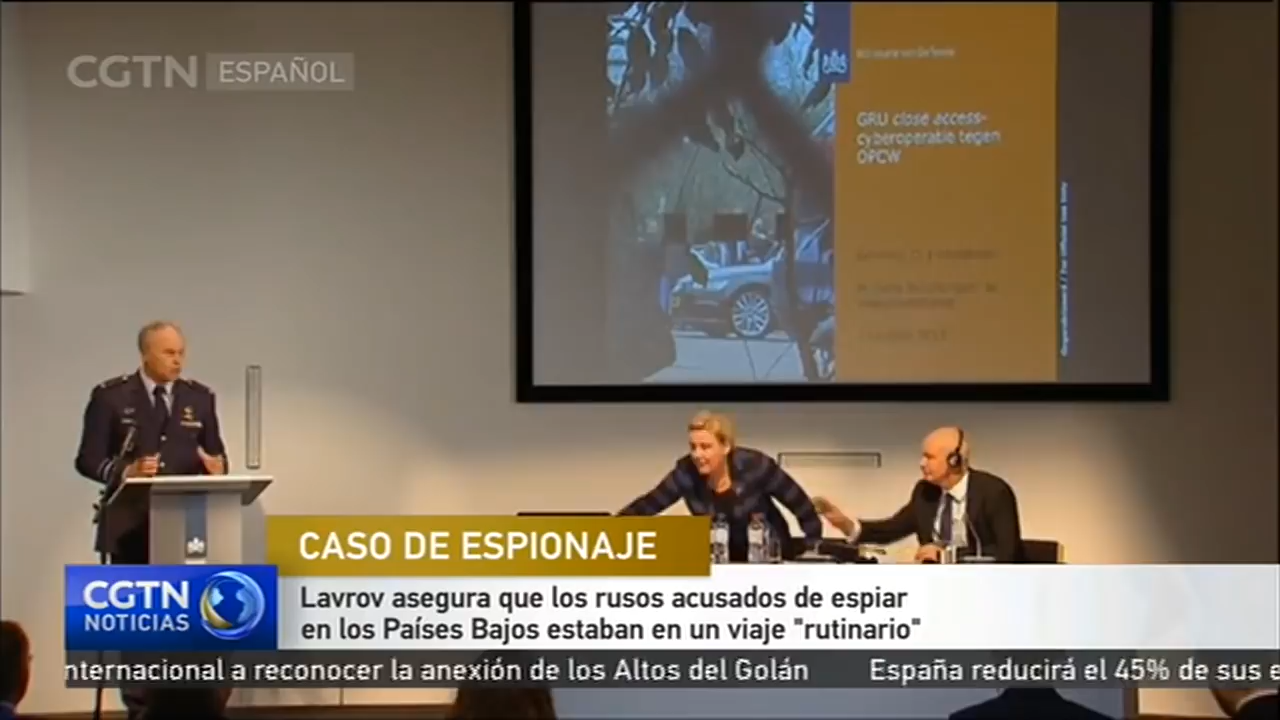 CGTN ESPAÑOL
GRU close access-
cyberoperatie tegen
OPCW
CASO DE ESPIONAJE
CGTN
NOTICIAS
Lavrov asegura que los rusos acusados de espiar
en los Países Bajos estaban en un viaje "rutinario"
nternacional a reconocer la anexión de los Altos del Golán España reducirá el 45% de sus e